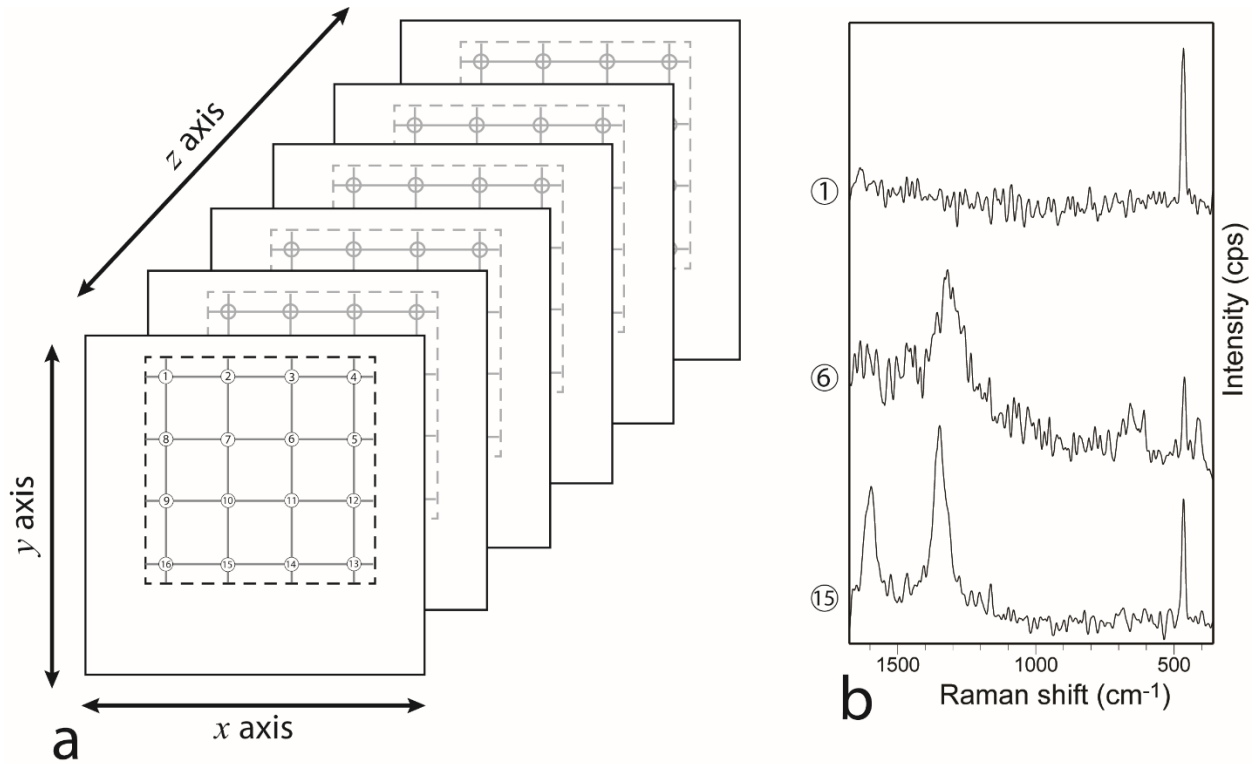 z axis
1 2 3 4
8 7 6 5
9 10 11 12
16 15 14 13
y axis
x axis
a
1
6
15
Intensity (cps)
1500 1000 500
Raman shift (cm-1)
b